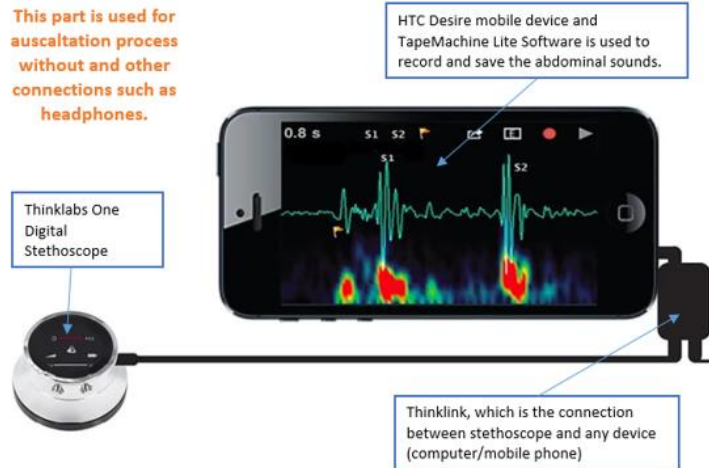 This part is used for
auscaltation process
without and other
connections such as
headphones.
HTC Desire mobile device and
TapeMachine Lite Software is used to
record and save the abdominal sounds.
0.8 s S1 S2 E
S1
S2
Thinklabs One
Digital
Stethoscope
Thinklink, which is the connection
between stethoscope and any device
(computer/mobile phone)